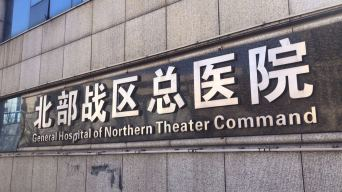 北部战区总医院
General Hospital of Northern Theater Command